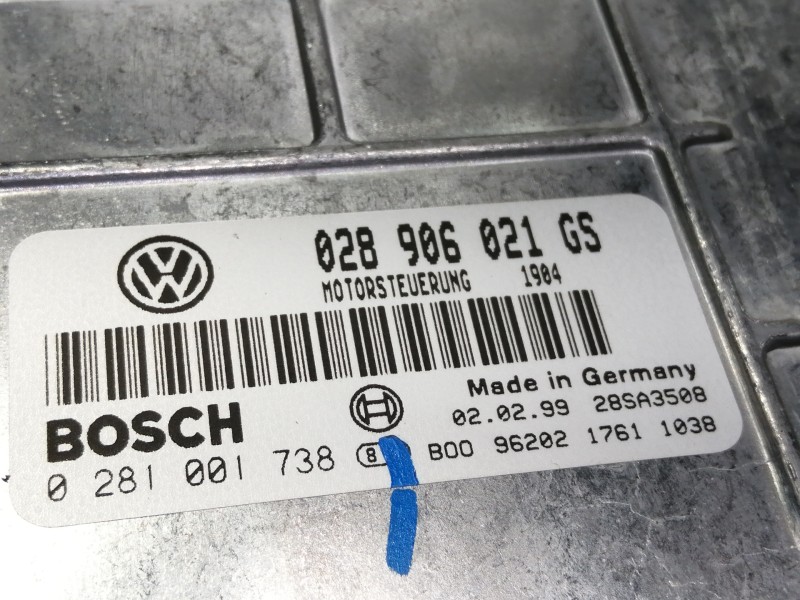 028 906 021 GS
MOTORSTEUERUNG 1904
Made in Germany
BOSCH
02.02.99 28SA3508
0 281 001 738 8 B00 96202 1761 1038